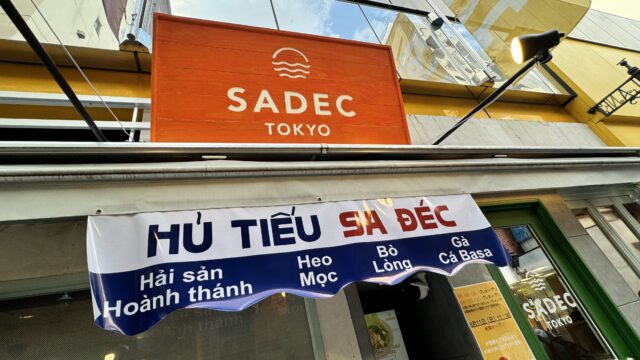 SADEC
TOKYO
HỦ TIẾU SA ĐÉC
Hải sản Heo Bò Gà
Hoành thánh Mọc Lòng Cá Basa
SADEC
TOKYO